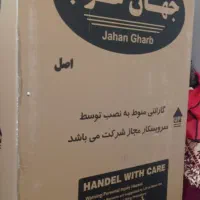 جهان غرب
Jahan Gharb
اصل
گارانتی منوط به نصب توسط
سرویسکار مجاز شرکت می باشد
HANDEL WITH CARE